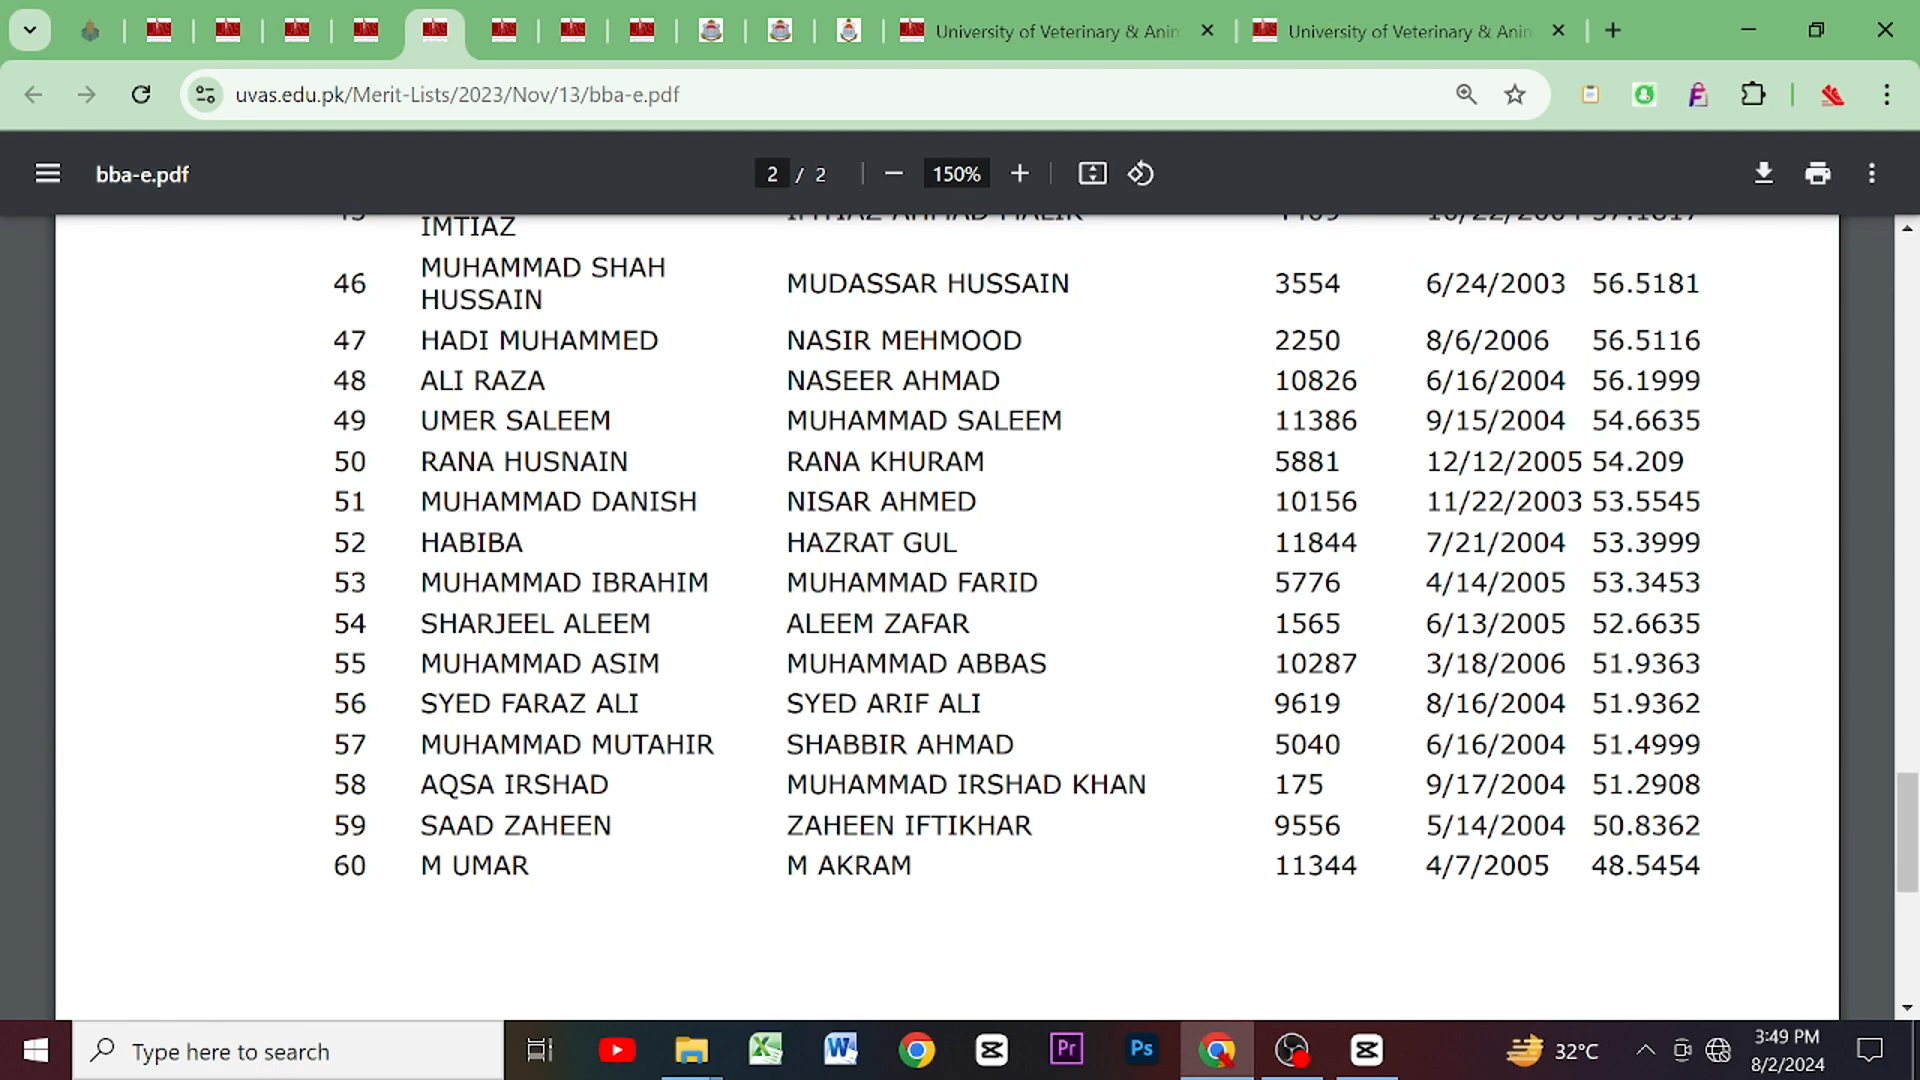 University of Veterinary & Anim
University of Veterinary & Anim
uvas.edu.pk/Merit-Lists/2023/Nov/13/bba-e.pdf
bba-e.pdf
2 / 2
150%
IMTIAZ
46 MUHAMMAD SHAH HUSSAIN MUDASSAR HUSSAIN 3554 6/24/2003 56.5181
47 HADI MUHAMMED NASIR MEHMOOD 2250 8/6/2006 56.5116
48 ALI RAZA NASEER AHMAD 10826 6/16/2004 56.1999
49 UMER SALEEM MUHAMMAD SALEEM 11386 9/15/2004 54.6635
50 RANA HUSNAIN RANA KHURAM 5881 12/12/2005 54.209
51 MUHAMMAD DANISH NISAR AHMED 10156 11/22/2003 53.5545
52 HABIBA HAZRAT GUL 11844 7/21/2004 53.3999
53 MUHAMMAD IBRAHIM MUHAMMAD FARID 5776 4/14/2005 53.3453
54 SHARJEEL ALEEM ALEEM ZAFAR 1565 6/13/2005 52.6635
55 MUHAMMAD ASIM MUHAMMAD ABBAS 10287 3/18/2006 51.9363
56 SYED FARAZ ALI SYED ARIF ALI 9619 8/16/2004 51.9362
57 MUHAMMAD MUTAHIR SHABBIR AHMAD 5040 6/16/2004 51.4999
58 AQSA IRSHAD MUHAMMAD IRSHAD KHAN 175 9/17/2004 51.2908
59 SAAD ZAHEEN ZAHEEN IFTIKHAR 9556 5/14/2004 50.8362
60 M UMAR M AKRAM 11344 4/7/2005 48.5454
Type here to search
Pr
Ps
32°C
3:49 PM
8/2/2024